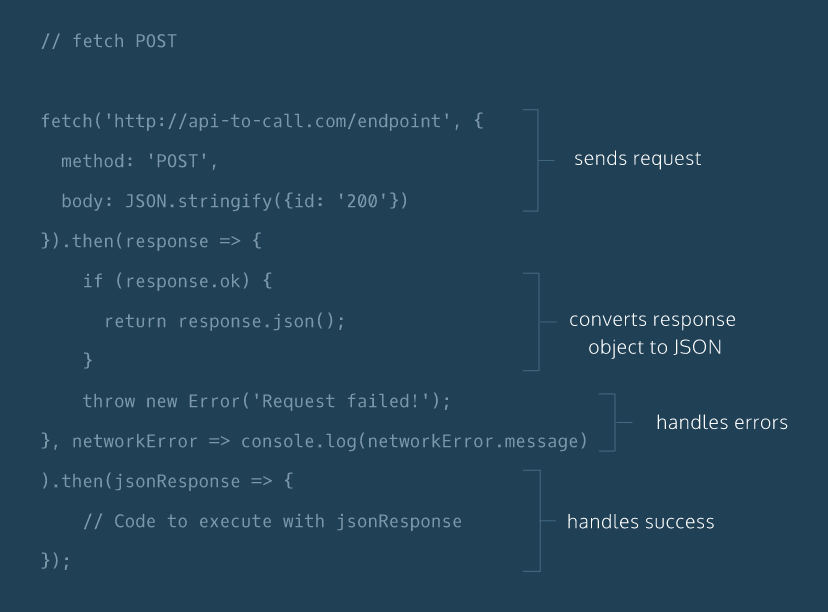 // fetch POST
fetch('http://api-to-call.com/endpoint', {
  method: 'POST',
  body: JSON.stringify({id: '200'})
sends request
}).then(response => {
    if (response.ok) {
      return response.json();
    }
converts response
object to JSON
    throw new Error('Request failed!');
}, networkError => console.log(networkError.message)
handles errors
).then(jsonResponse => {
    // Code to execute with jsonResponse
});
handles success